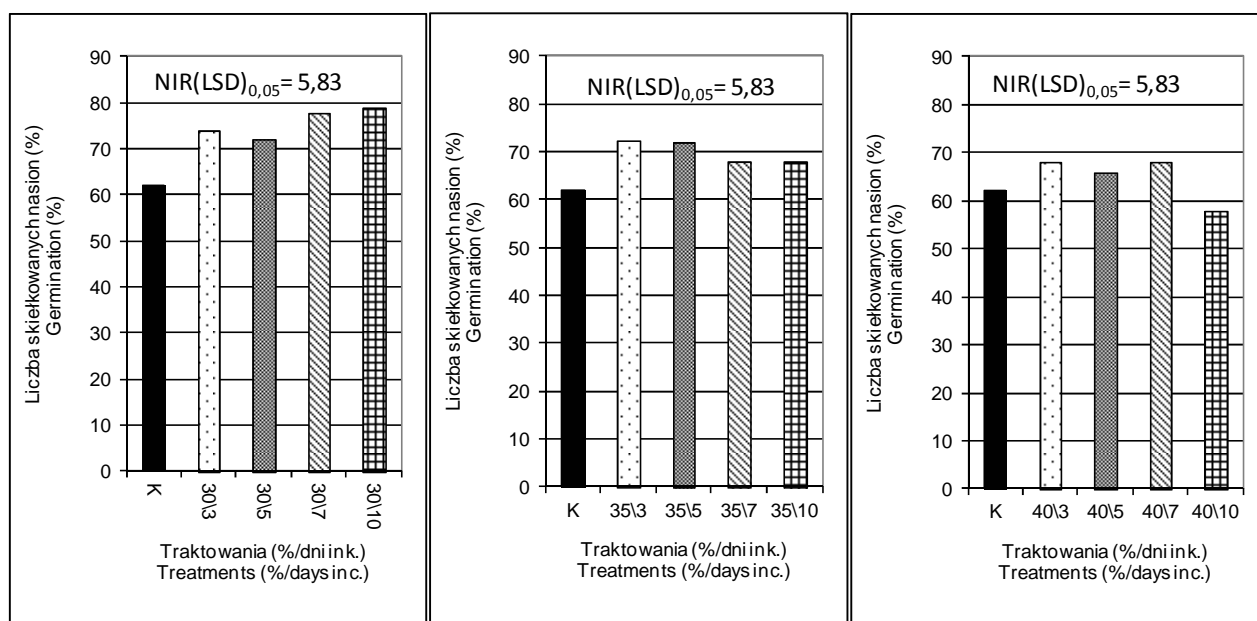 90
80
70
60
50
40
30
20
10
0
NIR(LSD)0,05= 5,83
Liczba skiełkowanych nasion (%)
Germination (%)
K
30\3
30\5
30\7
30\10
Traktowania (%/dni ink.)
Treatments (%/days inc.)
90
80
70
60
50
40
30
20
10
0
NIR(LSD)0,05= 5,83
Liczba skiełkowanych nasion (%)
Germination (%)
K 35\3 35\5 35\7 35\10
Traktowania (%/dni ink.)
Treatments (%/days inc.)
90
80
70
60
50
40
30
20
10
0
NIR(LSD)0,05= 5,83
Liczba skiełkowanych nasion (%)
Germination (%)
K 40\3 40\5 40\7 40\10
Traktowania (%/dni ink.)
Treatments (%/days inc.)